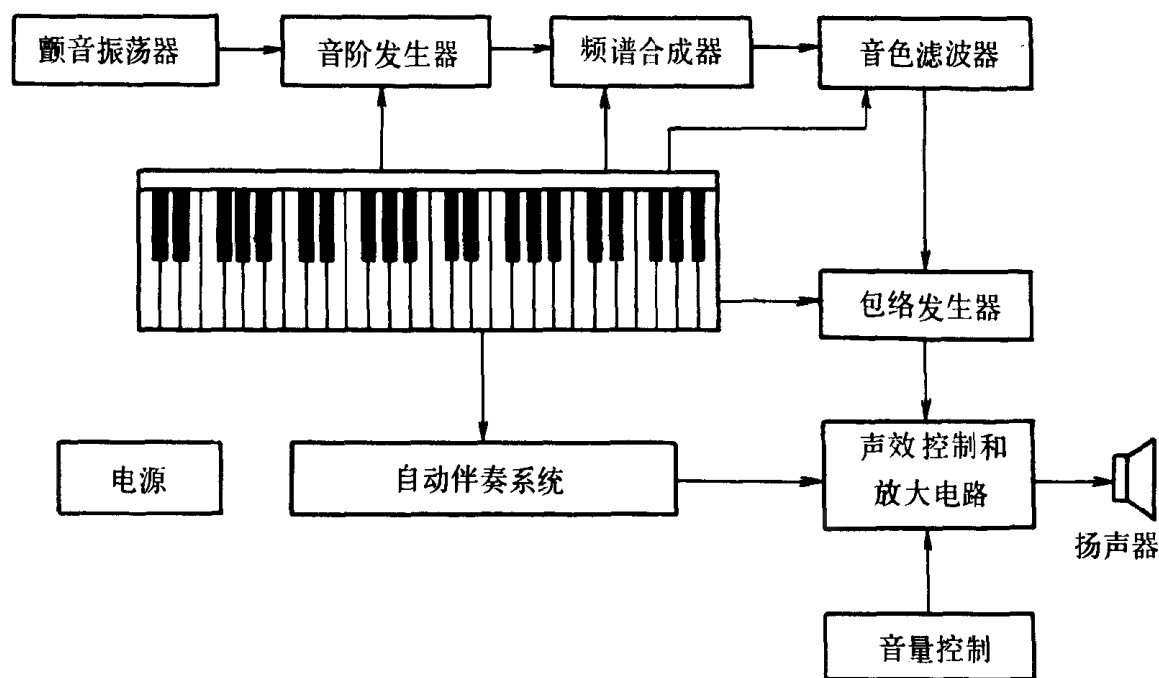 颤音振荡器
音阶发生器
频谱合成器
音色滤波器
包络发生器
电源
自动伴奏系统
声效控制和
放大电路
扬声器
音量控制